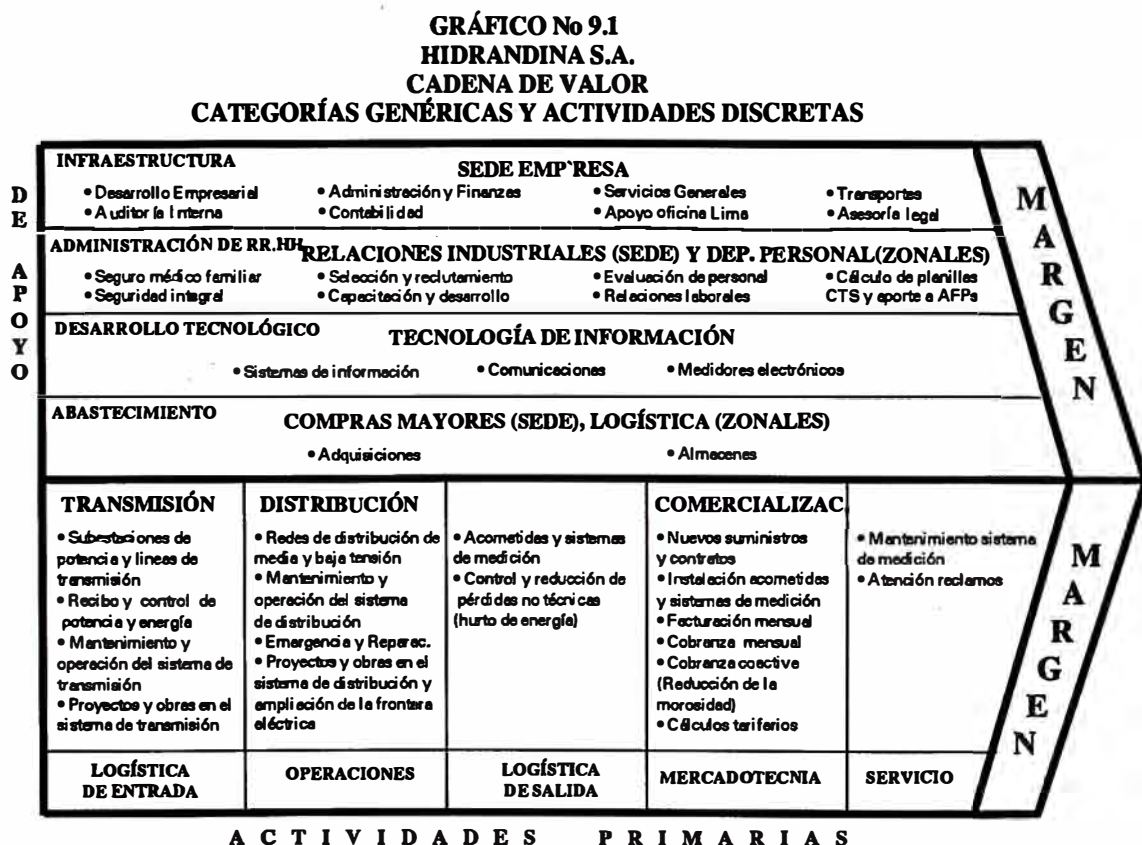 GRÁFICO No 9.1
HIDRANDINA S.A.
CADENA DE VALOR
CATEGORÍAS GENÉRICAS Y ACTIVIDADES DISCRETAS
DE APOYO
INFRAESTRUCTURA
SEDE EMP`RESA
• Desarrollo Empresarial
• Auditoría Interna
• Administración y Finanzas
• Contabilidad
• Servicios Generales
• Apoyo oficina Lima
• Transportes
• Asesoría legal
ADMINISTRACIÓN DE RR.HH.
RELACIONES INDUSTRIALES (SEDE) Y DEP. PERSONAL(ZONALES)
• Seguro médico familiar
• Seguridad integral
• Selección y reclutamiento
• Capacitación y desarrollo
• Evaluación de personal
• Relaciones laborales
• Cálculo de planillas
CTS y aporte a AFPs
DESARROLLO TECNOLÓGICO
TECNOLOGÍA DE INFORMACIÓN
• Sistemas de información
• Comunicaciones
• Medidores electrónicos
ABASTECIMIENTO
COMPRAS MAYORES (SEDE), LOGÍSTICA (ZONALES)
• Adquisiciones
• Almacenes
MARGEN
TRANSMISIÓN
• Subestaciones de
potencia y lineas de
transmisión
• Recibo y control de
potencia y energía
• Mantenimiento y
operación del sistema de
transmisión
• Proyectos y obras en el
sistema de transmisión
LOGÍSTICA
DE ENTRADA
DISTRIBUCIÓN
• Redes de distribución de
media y baja tensión
• Mantenimiento y
operación del sistema
de distribución
• Emergencia y Reparac.
• Proyectos y obras en el
sistema de distribución y
ampliación de la frontera
eléctrica
OPERACIONES
• Acometidas y sistemas
de medición
• Control y reducción de
pérdidas no técnicas
(hurto de energía)
LOGÍSTICA
DE SALIDA
COMERCIALIZAC.
• Nuevos suministros
y contratos
• Instalación acometidas
y sistemas de medición
• Facturación mensual
• Cobranza mensual
• Cobranza coactiva
(Reducción de la
morosidad)
• Cálculos tarifarios
MERCADOTECNIA
• Mantenimiento sistema
de medición
• Atención reclamos
SERVICIO
MARGEN
ACTIVIDADES PRIMARIAS